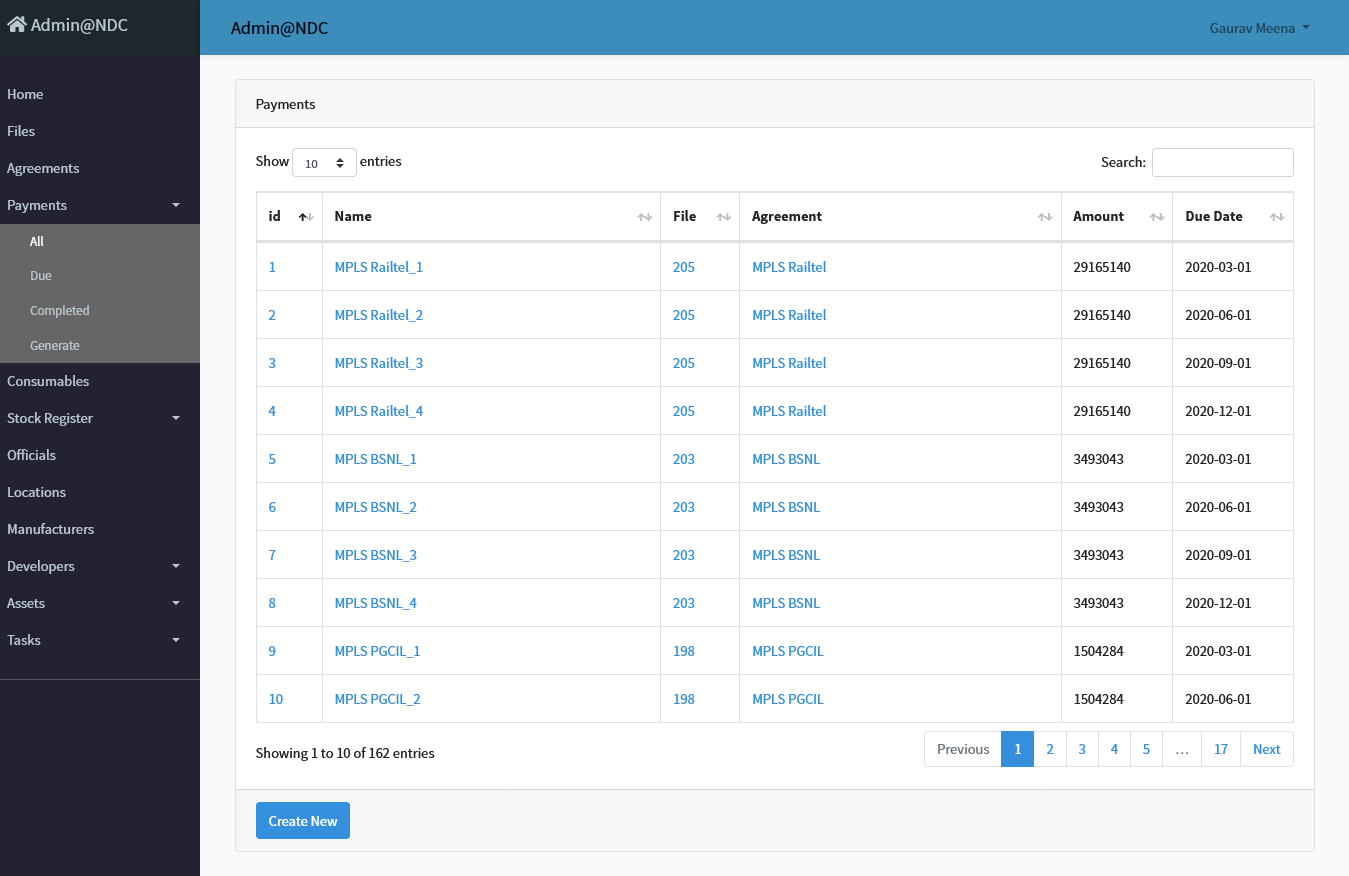 Admin@NDC
Admin@NDC
Gaurav Meena
Home
Files
Agreements
Payments
All
Due
Completed
Generate
Consumables
Stock Register
Officials
Locations
Manufacturers
Developers
Assets
Tasks
Payments
Show 10 entries Search:
id Name File Agreement Amount Due Date
1 MPLS Railtel_1 205 MPLS Railtel 29165140 2020-03-01
2 MPLS Railtel_2 205 MPLS Railtel 29165140 2020-06-01
3 MPLS Railtel_3 205 MPLS Railtel 29165140 2020-09-01
4 MPLS Railtel_4 205 MPLS Railtel 29165140 2020-12-01
5 MPLS BSNL_1 203 MPLS BSNL 3493043 2020-03-01
6 MPLS BSNL_2 203 MPLS BSNL 3493043 2020-06-01
7 MPLS BSNL_3 203 MPLS BSNL 3493043 2020-09-01
8 MPLS BSNL_4 203 MPLS BSNL 3493043 2020-12-01
9 MPLS PGCIL_1 198 MPLS PGCIL 1504284 2020-03-01
10 MPLS PGCIL_2 198 MPLS PGCIL 1504284 2020-06-01
Showing 1 to 10 of 162 entries Previous 1 2 3 4 5 … 17 Next
Create New